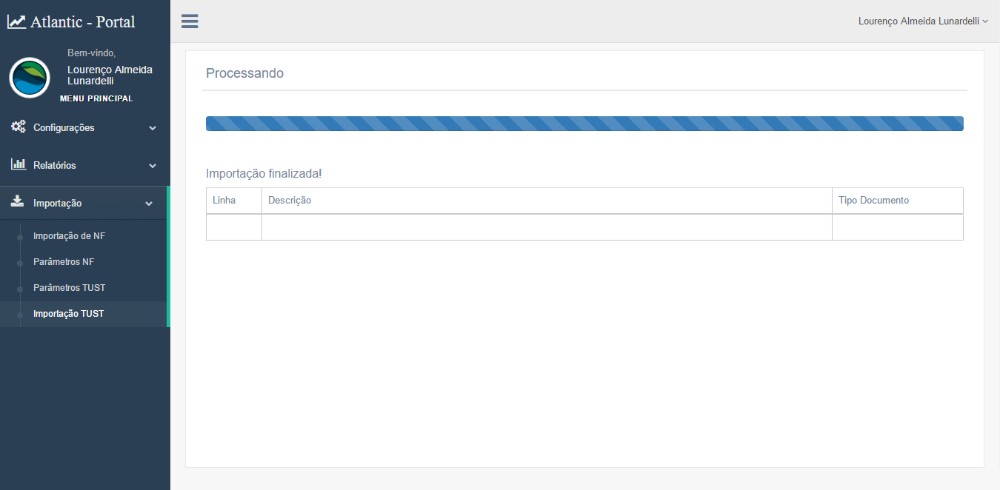 Atlantic - Portal
Lourenço Almeida Lunardelli
Bem-vindo,
Lourenço Almeida
Lunardelli
MENU PRINCIPAL
Configurações
Relatórios
Importação
Importação de NF
Parâmetros NF
Parâmetros TUST
Importação TUST
Processando
Importação finalizada!
Linha Descrição Tipo Documento